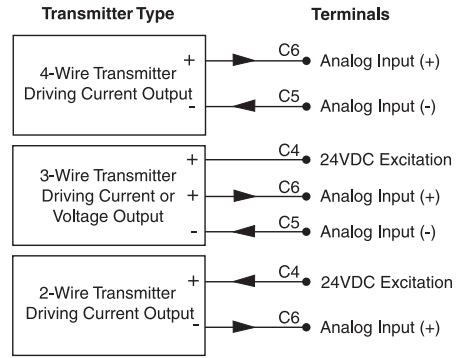 Transmitter Type Terminals
4-Wire Transmitter
Driving Current Output
+ C6 Analog Input (+)
- C5 Analog Input (-)
3-Wire Transmitter
Driving Current or
Voltage Output
+ C4 24VDC Excitation
+ C6 Analog Input (+)
- C5 Analog Input (-)
2-Wire Transmitter
Driving Current Output
+ C4 24VDC Excitation
- C6 Analog Input (+)